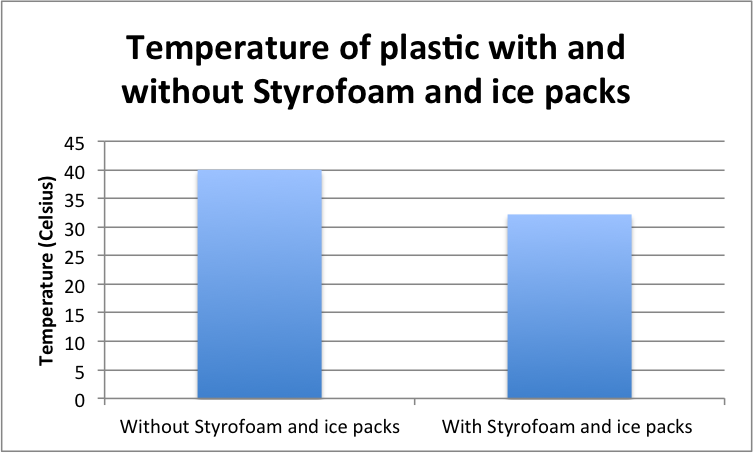 Temperature of plastic with and
without Styrofoam and ice packs
Temperature (Celsius)
45
40
35
30
25
20
15
10
5
0
Without Styrofoam and ice packs
With Styrofoam and ice packs